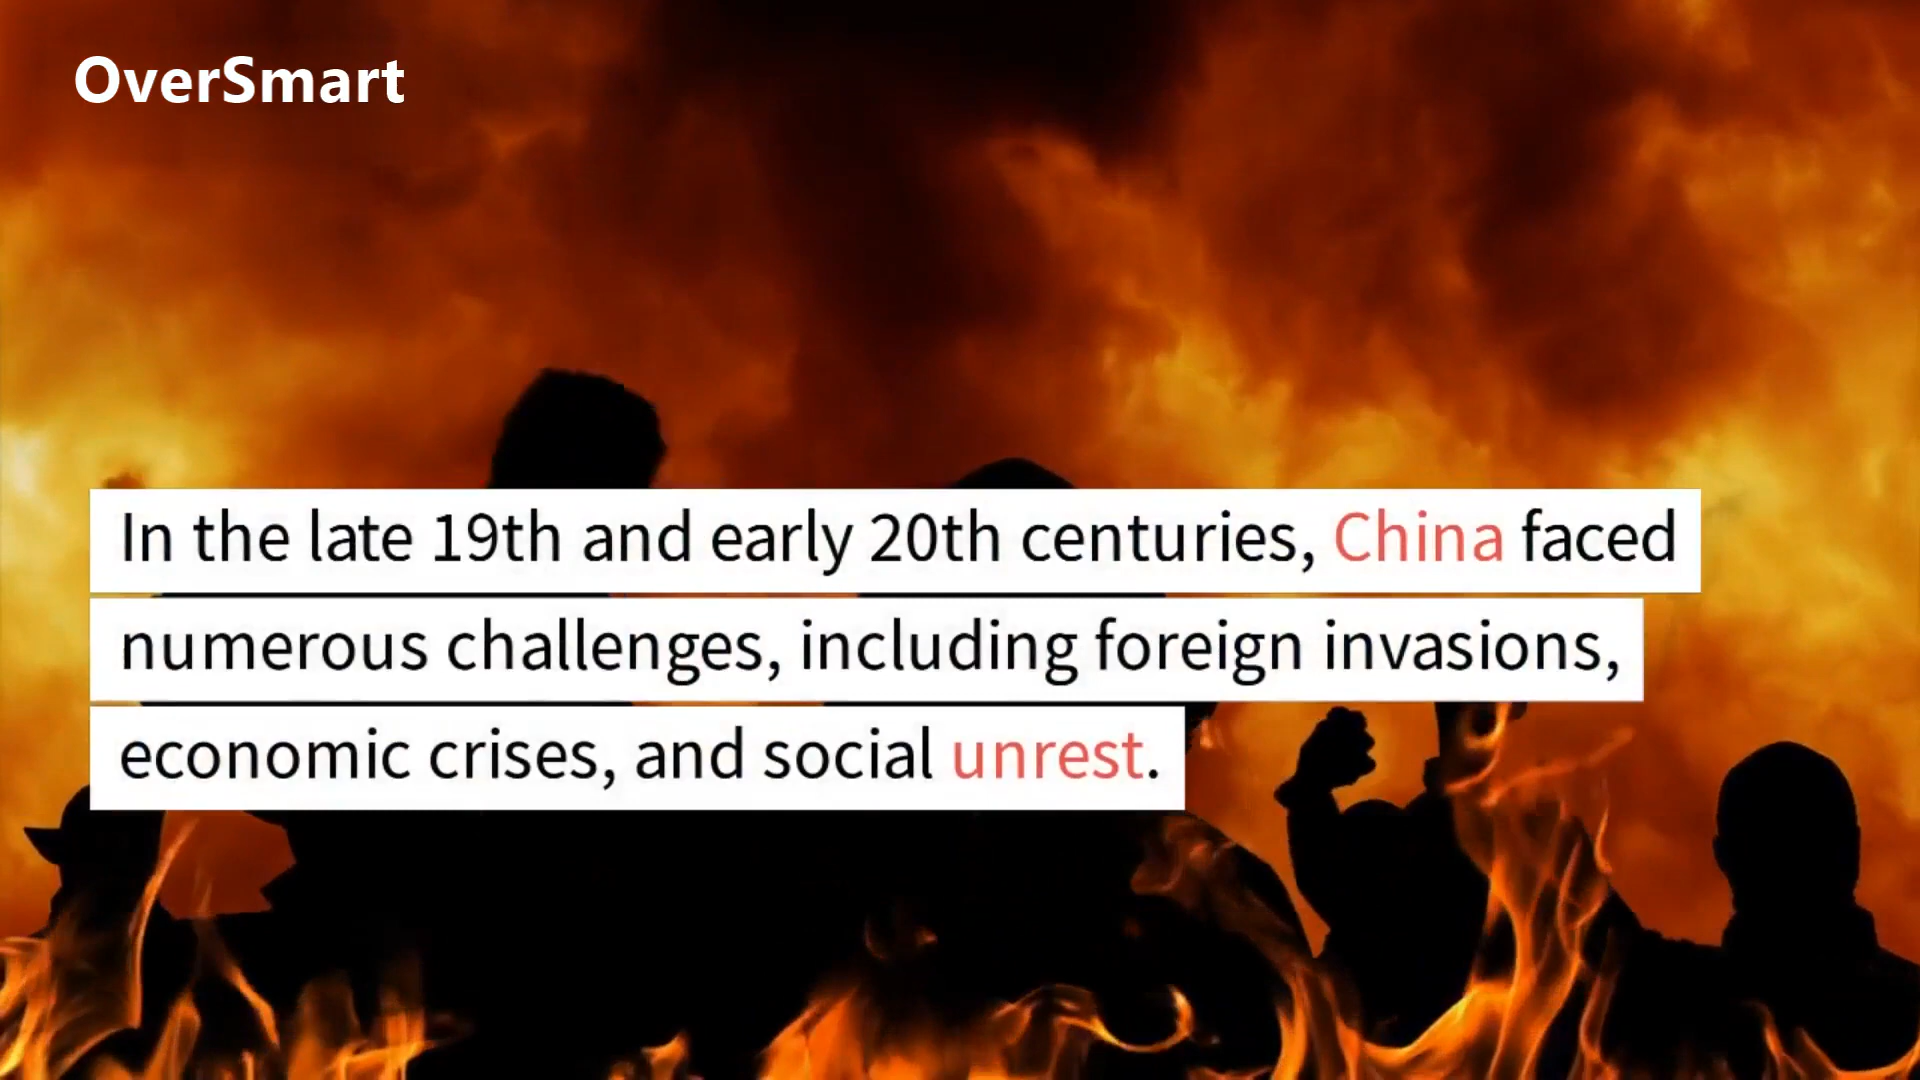 OverSmart
In the late 19th and early 20th centuries, China faced
numerous challenges, including foreign invasions,
economic crises, and social unrest.